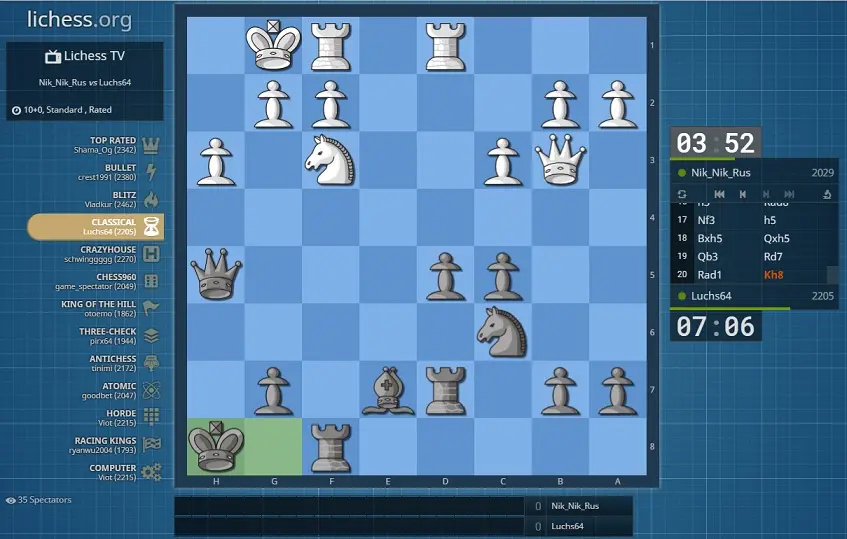 lichess.org
Lichess TV
Nik_Nik_Rus vs Luchs64
10+0, Standard , Rated
TOP RATED
Shama_Og (2342)
BULLET
crest1991 (2380)
BLITZ
Vladkur (2462)
CLASSICAL
Luchs64 (2205)
CRAZYHOUSE
schwinggggg (2270)
CHESS960
game_spectator (2049)
KING OF THE HILL
otoemo (1862)
THREE-CHECK
pirx64 (1944)
ANTICHESS
tinimi (2172)
ATOMIC
goodbet (2047)
HORDE
Viot (2215)
RACING KINGS
ryanwu2004 (1793)
COMPUTER
Viot (2215)
35 Spectators
1
2
3
4
5
6
7
8
H G F E D C B A
03:52
Nik_Nik_Rus 2029
17 Nf3 h5
18 Bxh5 Qxh5
19 Qb3 Rd7
20 Rad1 Kh8
Luchs64 2205
07:06
0 Nik_Nik_Rus
0 Luchs64